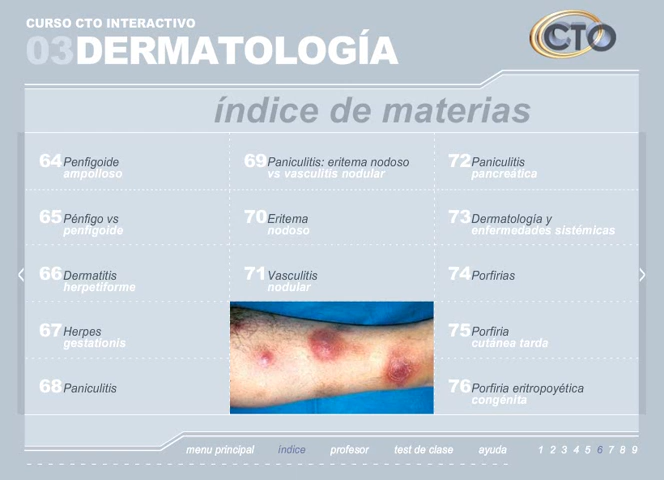 CURSO CTO INTERACTIVO
03 DERMATOLOGÍA
CTO
índice de materias
64 Penfigoide
ampolloso
65 Pénfigo vs
penfigoide
66 Dermatitis
herpetiforme
67 Herpes
gestationis
68 Paniculitis
69 Paniculitis: eritema nodoso
vs vasculitis nodular
70 Eritema
nodoso
71 Vasculitis
nodular
72 Paniculitis
pancreática
73 Dermatología y
enfermedades sistémicas
74 Porfirias
75 Porfiria
cutánea tarda
76 Porfiria eritropoyética
congénita
menu principal índice profesor test de clase ayuda 1 2 3 4 5 6 7 8 9